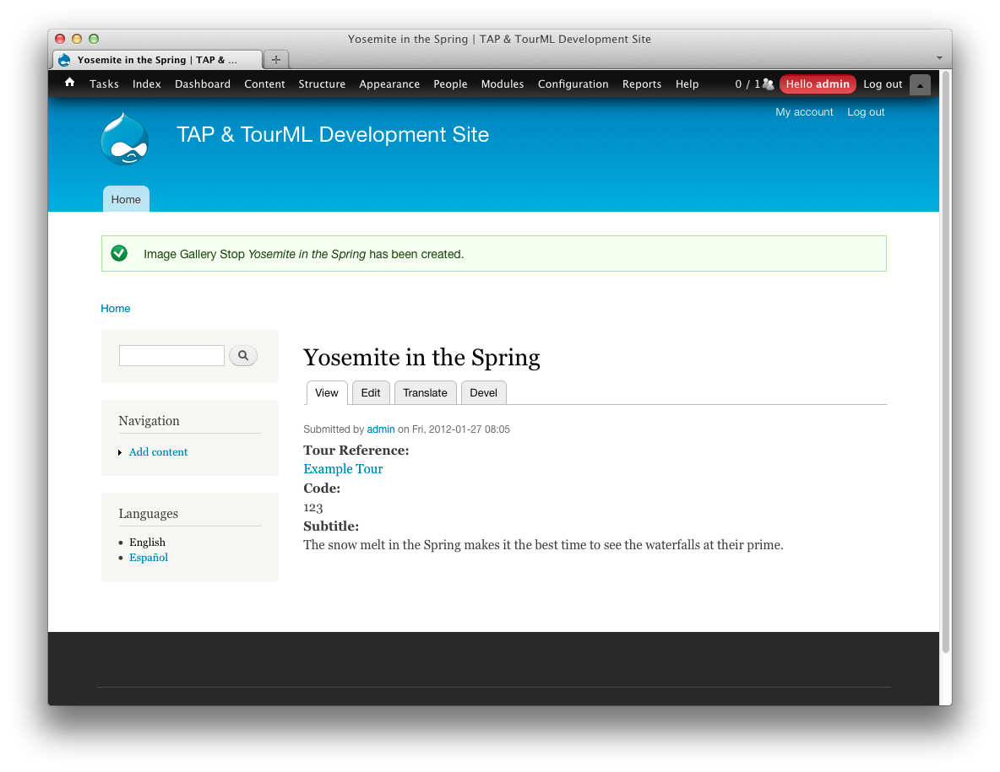 Yosemite in the Spring | TAP & TourML Development Site
Yosemite in the Spring | TAP & ...
Tasks Index Dashboard Content Structure Appearance People Modules Configuration Reports Help 0 / 1 Hello admin Log out
My account Log out
TAP & TourML Development Site
Home
Image Gallery Stop Yosemite in the Spring has been created.
Home
Yosemite in the Spring
View Edit Translate Devel
Navigation
Add content
Languages
English
Español
Submitted by admin on Fri, 2012-01-27 08:05
Tour Reference:
Example Tour
Code:
123
Subtitle:
The snow melt in the Spring makes it the best time to see the waterfalls at their prime.